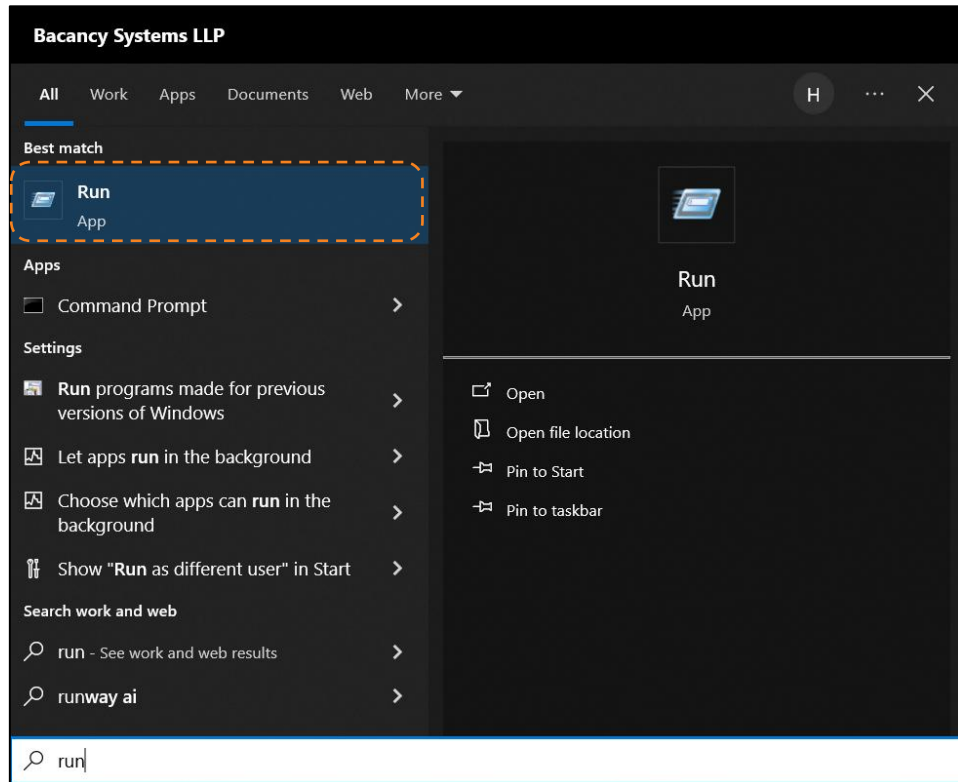 Bacancy Systems LLP
All Work Apps Documents Web More H ...
Best match
Run
App
Apps
Command Prompt
Settings
Run programs made for previous
versions of Windows
Let apps run in the background
Choose which apps can run in the
background
Show "Run as different user" in Start
Search work and web
run - See work and web results
runway ai
Run
App
Open
Open file location
Pin to Start
Pin to taskbar
run